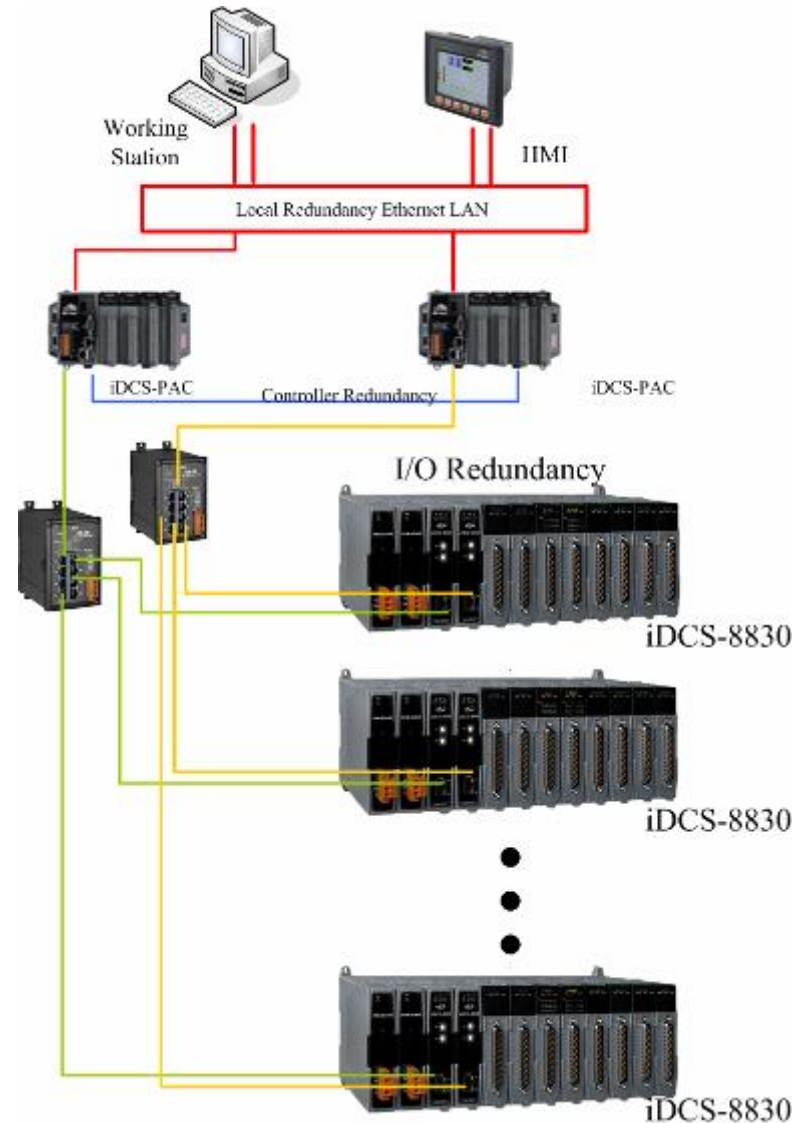 Working
Station
HMI
Local Redundancy Ethernet LAN
iDCS-PAC
Controller Redundancy
iDCS-PAC
I/O Redundancy
iDCS-8830
iDCS-8830
iDCS-8830